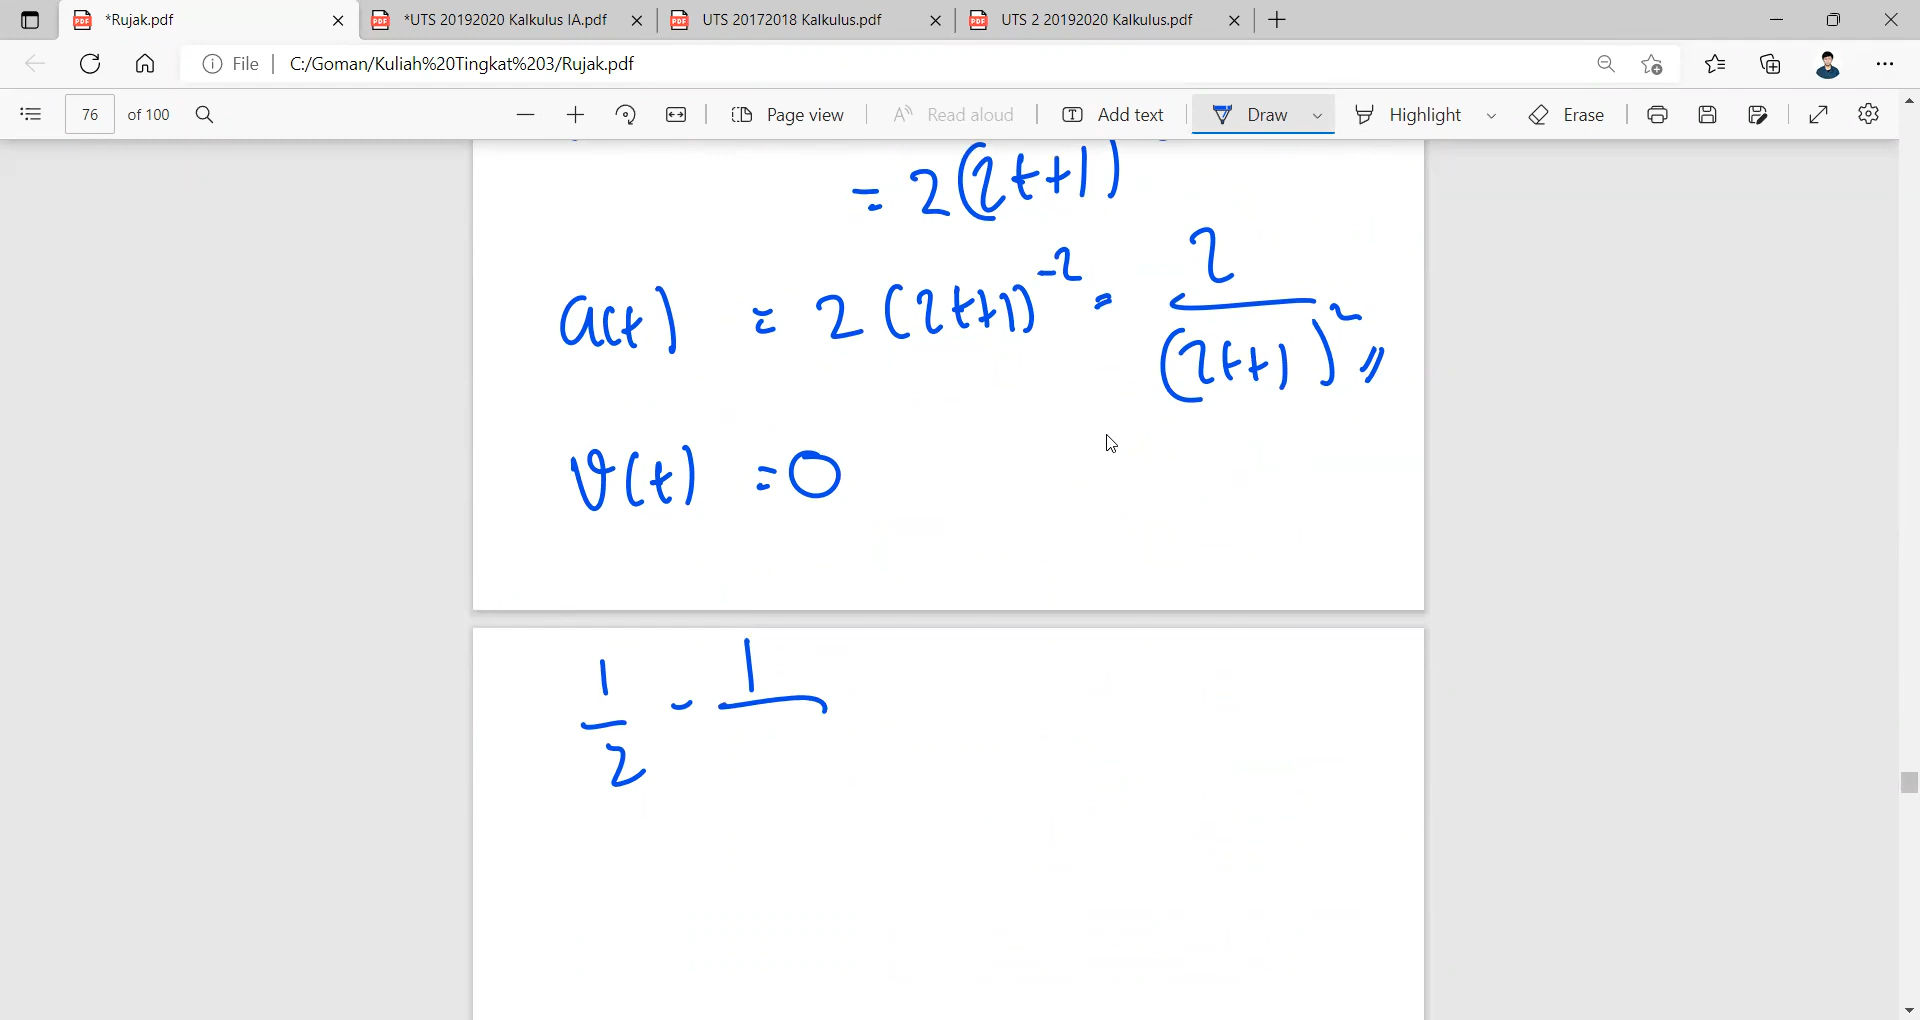 *Rujak.pdf
*UTS 20192020 Kalkulus IA.pdf
UTS 20172018 Kalkulus.pdf
UTS 2 20192020 Kalkulus.pdf
File
C:/Goman/Kuliah%20Tingkat%203/Rujak.pdf
76 of 100
Page view
Read aloud
Add text
Draw
Highlight
Erase
= 2(2t+1)
a(t) = 2 (2t+1)^-2 = 2/(2t+1)^2 //
v(t) = 0
1/2 - 1/